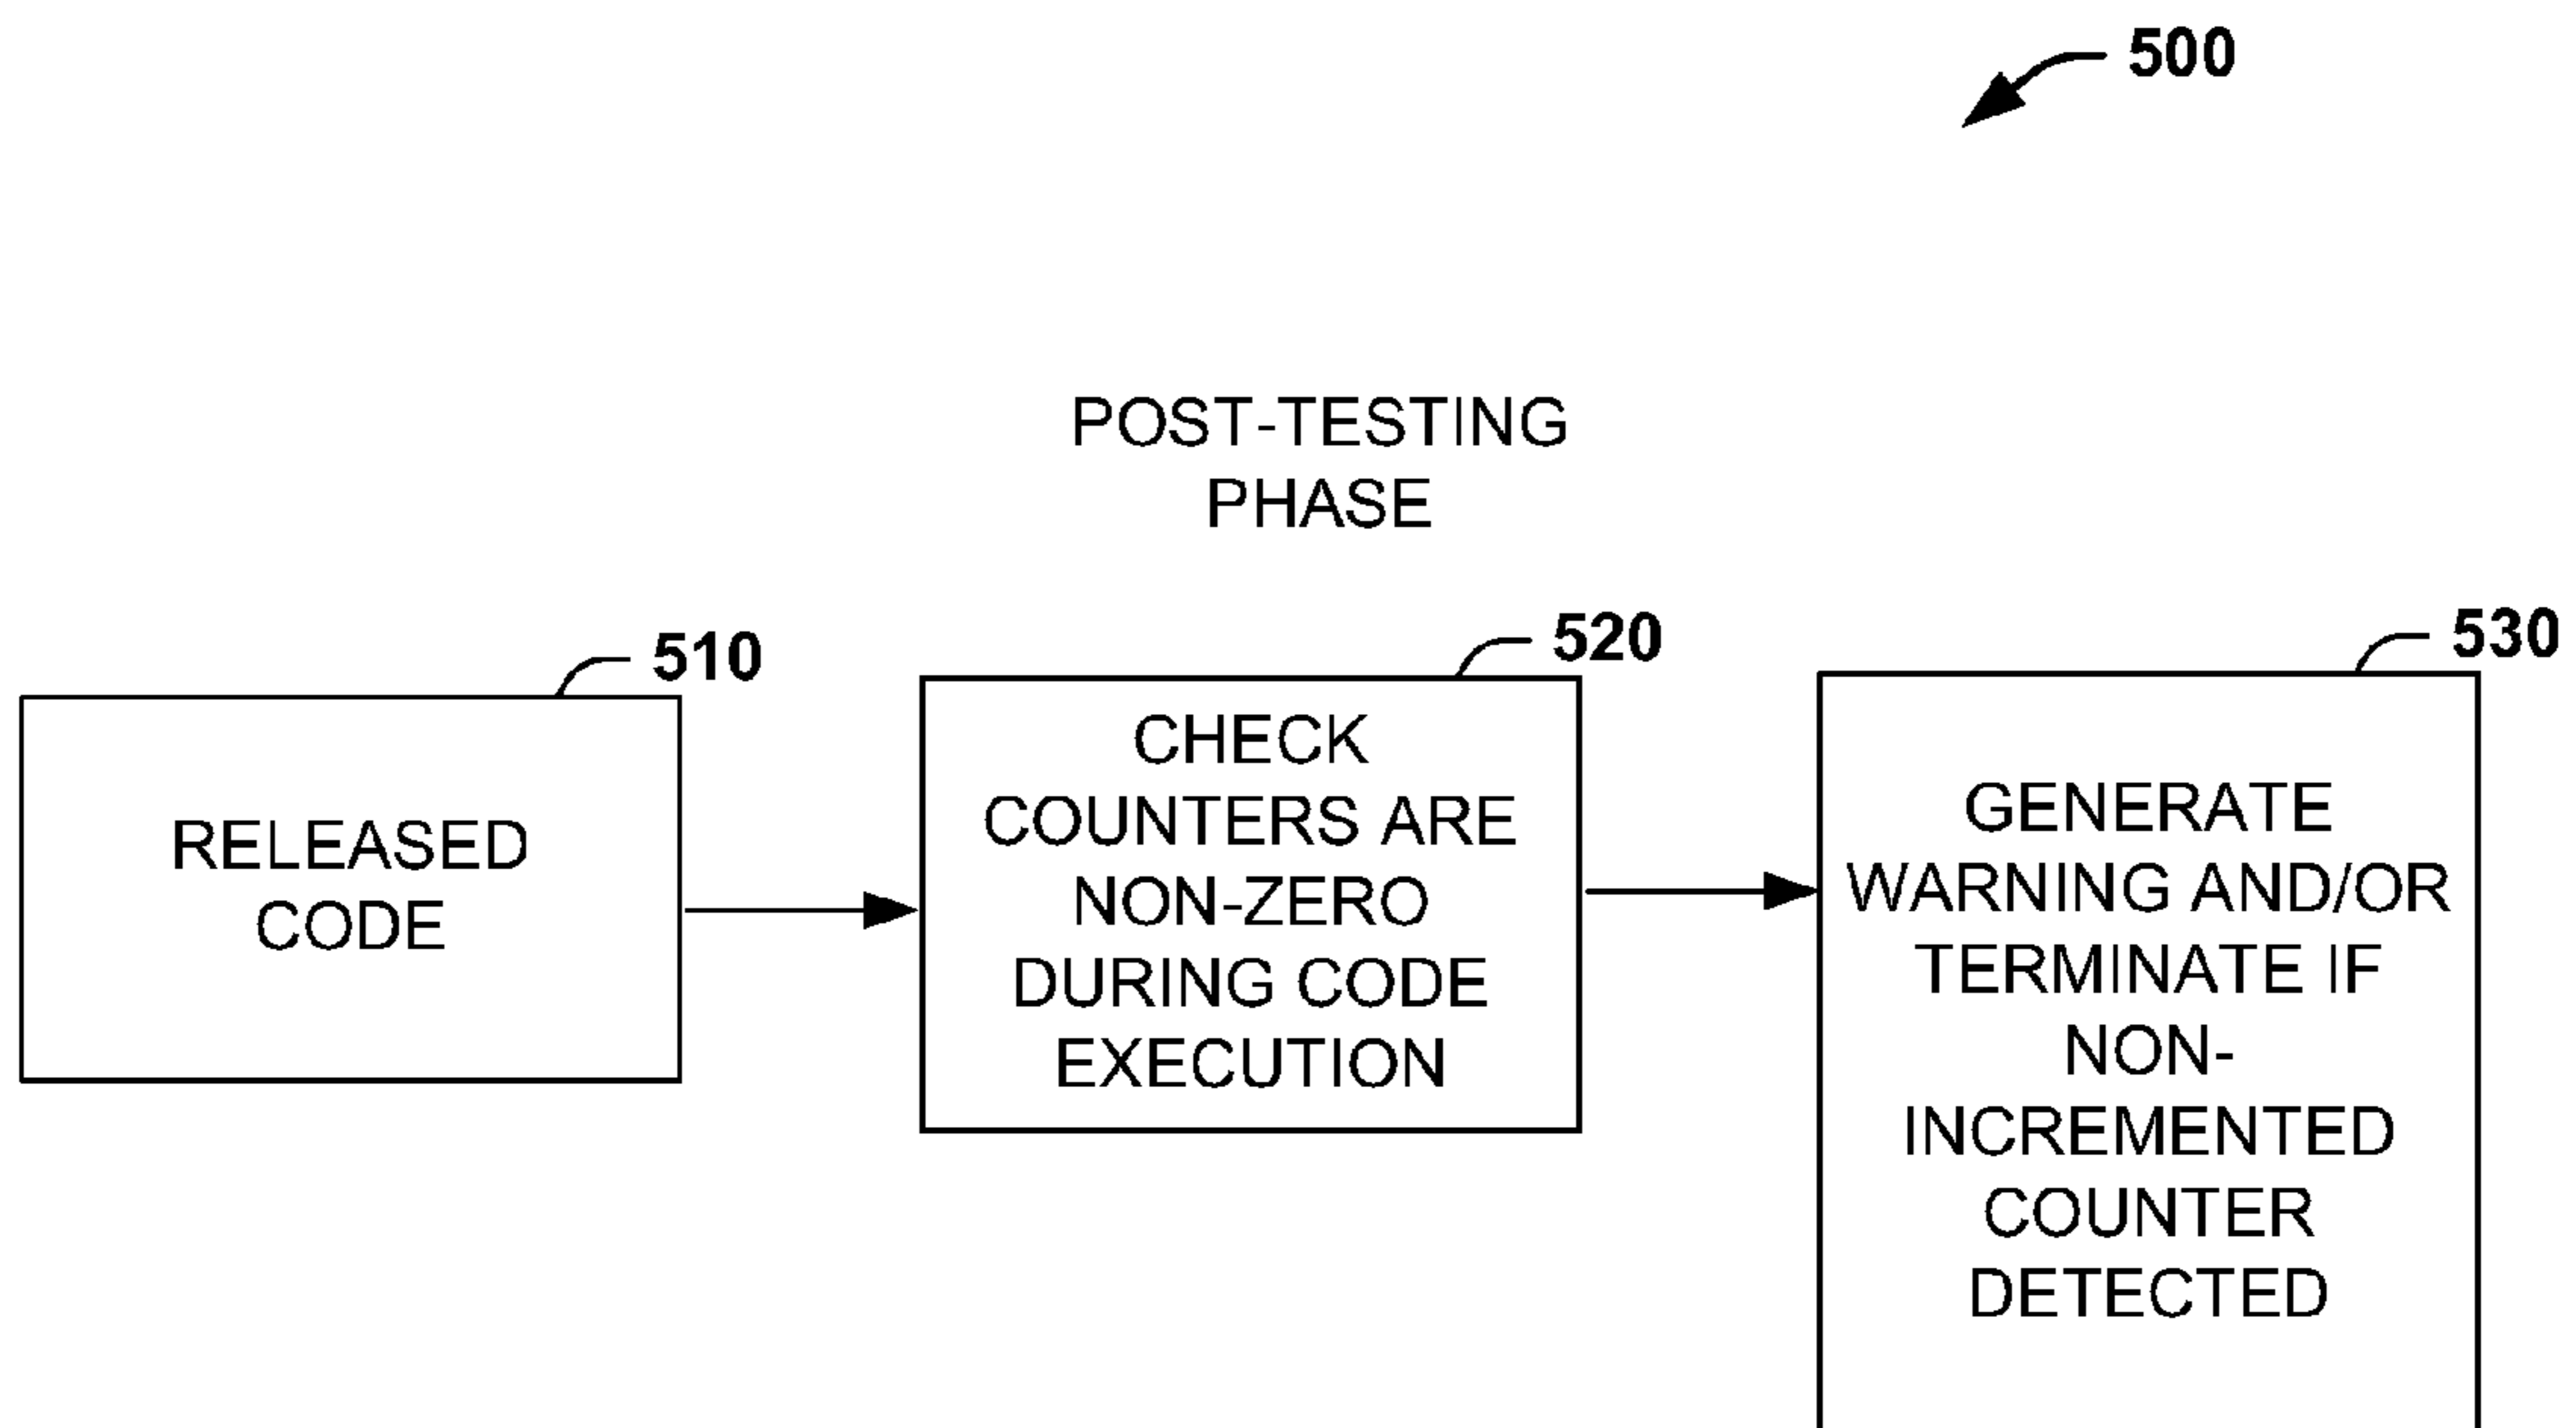 500
POST-TESTING
PHASE
510
RELEASED
CODE
520
CHECK
COUNTERS ARE
NON-ZERO
DURING CODE
EXECUTION
530
GENERATE
WARNING AND/OR
TERMINATE IF
NON-
INCREMENTED
COUNTER
DETECTED